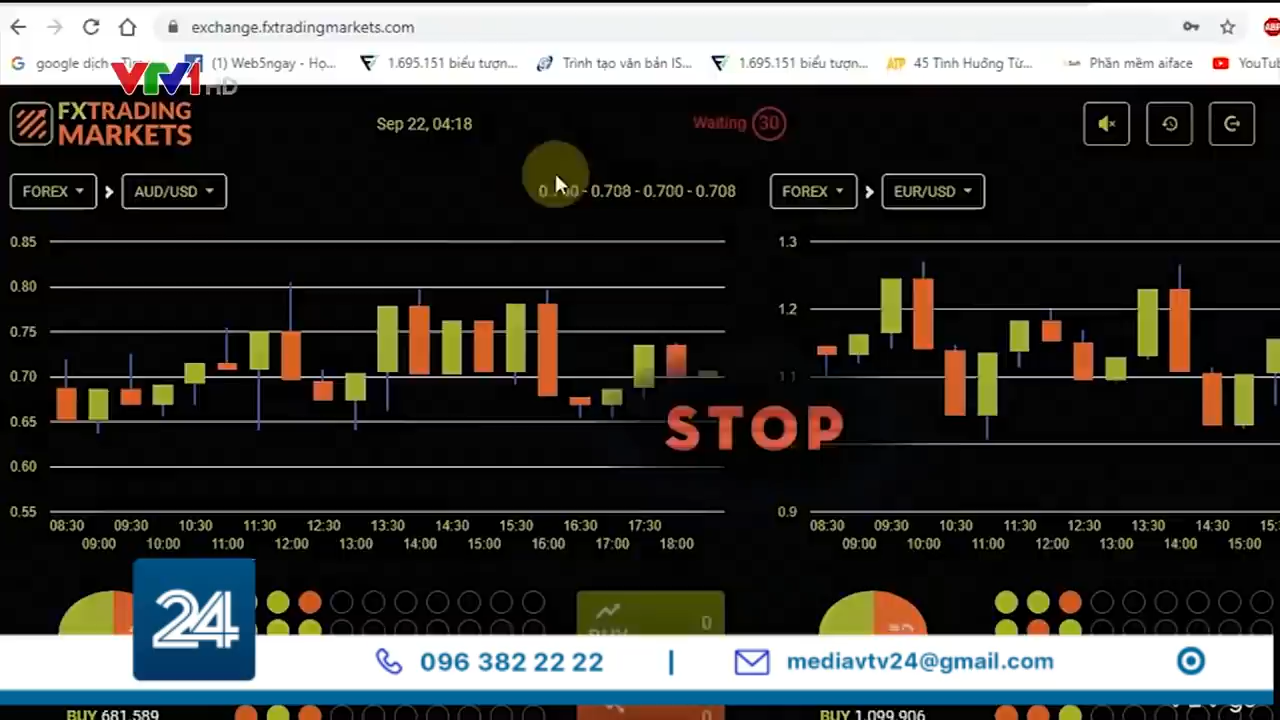 exchange.fxtradingmarkets.com
google dịch
(1) Web5ngay - Họ...
1.695.151 biểu tượn...
Trình tạo văn bản IS...
1.695.151 biểu tượn...
ATP 45 Tình Huống Từ...
Phần mềm aiface
YouTub
VTV1 HD
FXTRADING
MARKETS
Sep 22, 04:18
Waiting 30
FOREX
AUD/USD
- 0.708 - 0.700 - 0.708
FOREX
EUR/USD
0.85
0.80
0.75
0.70
0.65
0.60
0.55
1.3
1.2
1.1
0.9
STOP
08:30 09:30 10:30 11:30 12:30 13:30 14:30 15:30 16:30 17:30
09:00 10:00 11:00 12:00 13:00 14:00 15:00 16:00 17:00 18:00
08:30 09:30 10:30 11:30 12:30 13:30 14:30
09:00 10:00 11:00 12:00 13:00 14:00 15:00
BUY 0
24
096 382 22 22 | mediavtv24@gmail.com
BUY 681,589
0
BUY 1,099,906